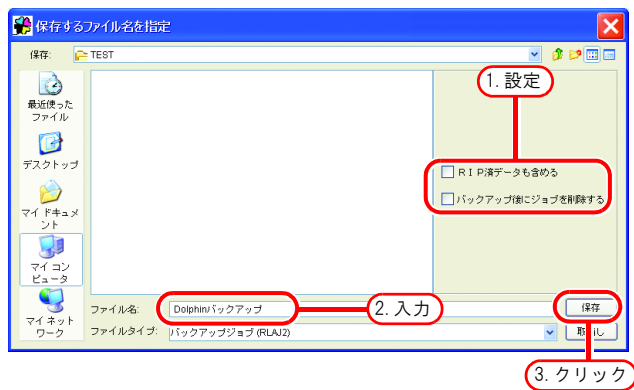 保存するファイル名を指定
保存: TEST
1. 設定
最近使った
ファイル
デスクトップ
マイ ドキュメ
ント
マイ コン
ピュータ
マイ ネット
ワーク
ＲＩＰ済データも含める
バックアップ後にジョブを削除する
ファイル名: Dolphinバックアップ
2. 入力
保存
ファイルタイプ: バックアップジョブ (RLAJ2)
3. クリック